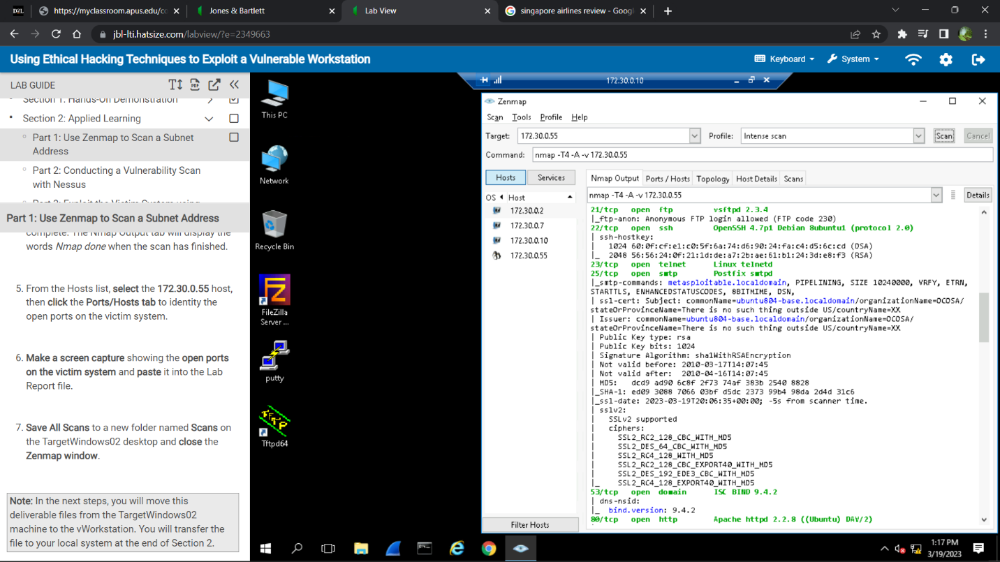 D2L
https://myclassroom.apus.edu/co
Jones & Bartlett
Lab View
singapore airlines review - Googl
jbl-lti.hatsize.com/labview/?e=2349663
Using Ethical Hacking Techniques to Exploit a Vulnerable Workstation
Keyboard
System
LAB GUIDE
PDF
Section 1: Hands-On Demonstration
Section 2: Applied Learning
Part 1: Use Zenmap to Scan a Subnet
Address
Part 2: Conducting a Vulnerability Scan
with Nessus
Part 3: Exploit the Victim System using
Part 1: Use Zenmap to Scan a Subnet Address
complete. The Nmap Output tab will display the
words Nmap done when the scan has finished.
5. From the Hosts list, select the 172.30.0.55 host,
then click the Ports/Hosts tab to identity the
open ports on the victim system.
6. Make a screen capture showing the open ports
on the victim system and paste it into the Lab
Report file.
7. Save All Scans to a new folder named Scans on
the TargetWindows02 desktop and close the
Zenmap window.
Note: In the next steps, you will move this
deliverable files from the TargetWindows02
machine to the vWorkstation. You will transfer the
file to your local system at the end of Section 2.
This PC
Network
Recycle Bin
FileZilla
Server ...
putty
Tftpd64
172.30.0.10
Zenmap
Scan Tools Profile Help
Target: 172.30.0.55 Profile: Intense scan Scan Cancel
Command: nmap -T4 -A -v 172.30.0.55
Hosts Services
OS Host
172.30.0.2
172.30.0.7
172.30.0.10
172.30.0.55
Filter Hosts
Nmap Output Ports / Hosts Topology Host Details Scans
nmap -T4 -A -v 172.30.0.55 Details
21/tcp open ftp vsftpd 2.3.4
|_ftp-anon: Anonymous FTP login allowed (FTP code 230)
22/tcp open ssh OpenSSH 4.7p1 Debian 8ubuntu1 (protocol 2.0)
| ssh-hostkey:
| 1024 60:0f:cf:e1:c0:5f:6a:74:d6:90:24:fa:c4:d5:6c:cd (DSA)
|_ 2048 56:56:24:0f:21:1d:de:a7:2b:ae:61:b1:24:3d:e8:f3 (RSA)
23/tcp open telnet Linux telnetd
25/tcp open smtp Postfix smtpd
|_smtp-commands: metasploitable.localdomain, PIPELINING, SIZE 10240000, VRFY, ETRN,
STARTLS, ENHANCEDSTATUSCODES, 8BITMIME, DSN,
| ssl-cert: Subject: commonName=ubuntu804-base.localdomain/organizationName=OCOSA/
stateOrProvinceName=There is no such thing outside US/countryName=XX
| Issuer: commonName=ubuntu804-base.localdomain/organizationName=OCOSA/
stateOrProvinceName=There is no such thing outside US/countryName=XX
| Public Key type: rsa
| Public Key bits: 1024
| Signature Algorithm: sha1WithRSAEncryption
| Not valid before: 2010-03-17T14:07:45
| Not valid after: 2010-04-16T14:07:45
| MD5: dcd9 ad90 6c8f 2f73 74af 383b 2540 8828
|_SHA-1: ed09 3088 7066 03bf d5dc 2373 99b4 98da 2d4d 31c6
|_ssl-date: 2023-03-19T20:06:35+00:00; -5s from scanner time.
| sslv2:
| SSLv2 supported
| ciphers:
| SSL2_RC2_128_CBC_WITH_MD5
| SSL2_DES_64_CBC_WITH_MD5
| SSL2_RC4_128_WITH_MD5
| SSL2_RC2_128_CBC_EXPORT40_WITH_MD5
| SSL2_DES_192_EDE3_CBC_WITH_MD5
|_ SSL2_RC4_128_EXPORT40_WITH_MD5
53/tcp open domain ISC BIND 9.4.2
| dns-nsid:
|_ bind.version: 9.4.2
80/tcp open http Apache httpd 2.2.8 ((Ubuntu) DAV/2)
1:17 PM
3/19/2023